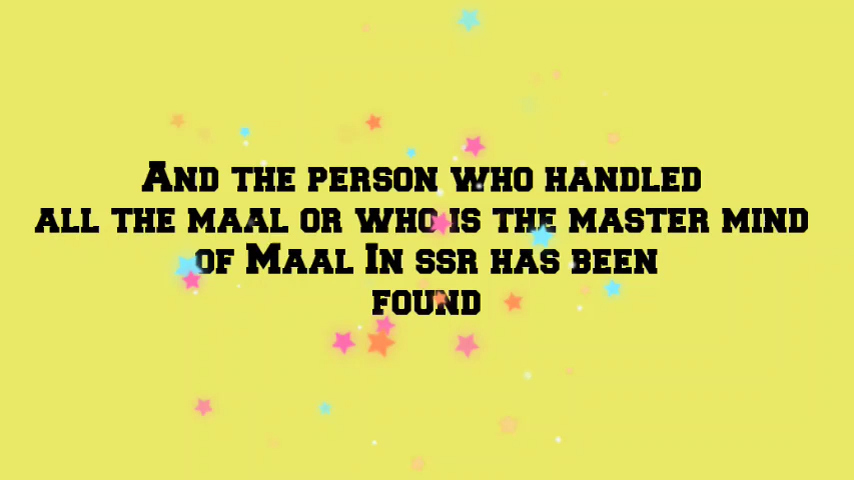 And the person who handled
all the maal or who is the master mind
of Maal In ssr has been
found